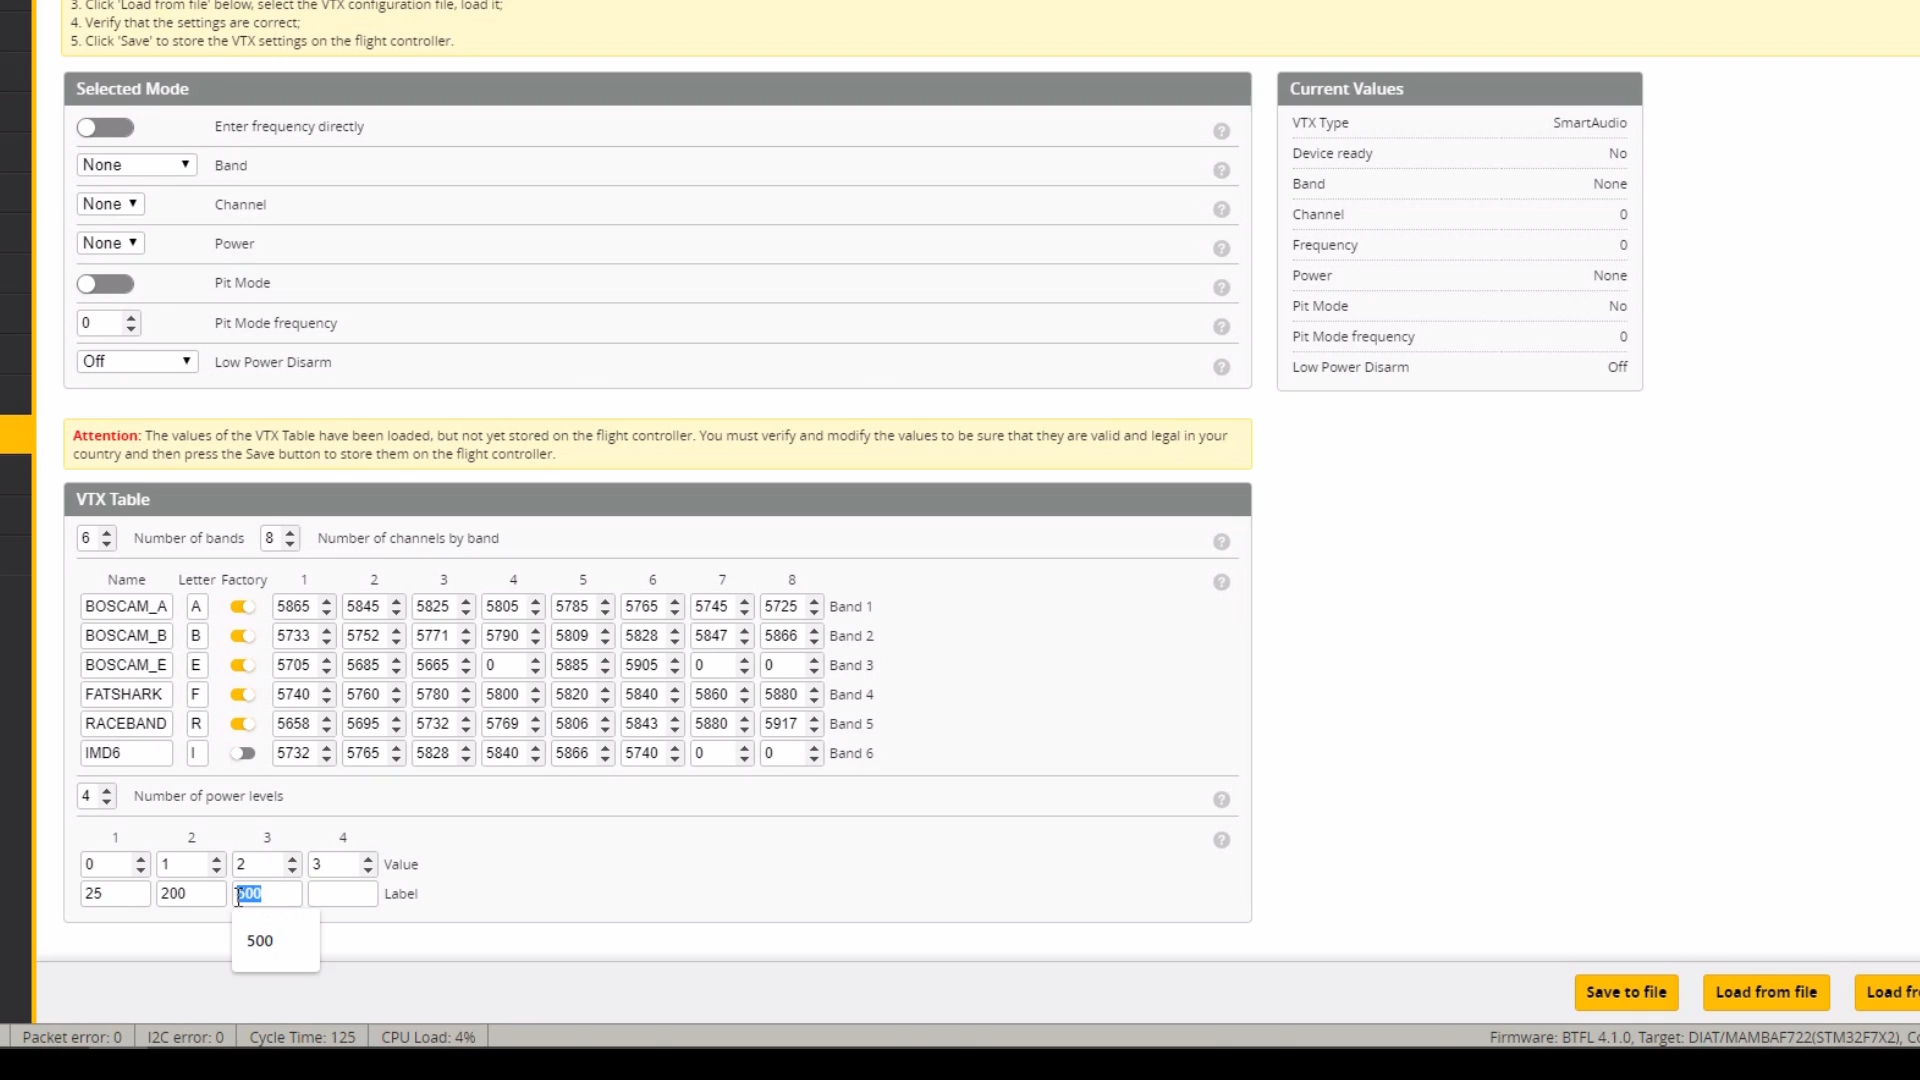 3. Click 'Load from file' below, select the VTX configuration file, load it;
4. Verify that the settings are correct;
5. Click 'Save' to store the VTX settings on the flight controller.
Selected Mode
Enter frequency directly
None Band
None Channel
None Power
Pit Mode
0 Pit Mode frequency
Off Low Power Disarm
Current Values
VTX Type SmartAudio
Device ready No
Band None
Channel 0
Frequency 0
Power None
Pit Mode No
Pit Mode frequency 0
Low Power Disarm Off
Attention: The values of the VTX Table have been loaded, but not yet stored on the flight controller. You must verify and modify the values to be sure that they are valid and legal in your
country and then press the Save button to store them on the flight controller.
VTX Table
6 Number of bands 8 Number of channels by band
Name Letter Factory 1 2 3 4 5 6 7 8
BOSCAM_A A 5865 5845 5825 5805 5785 5765 5745 5725 Band 1
BOSCAM_B B 5733 5752 5771 5790 5809 5828 5847 5866 Band 2
BOSCAM_E E 5705 5685 5665 0 5885 5905 0 0 Band 3
FATSHARK F 5740 5760 5780 5800 5820 5840 5860 5880 Band 4
RACEBAND R 5658 5695 5732 5769 5806 5843 5880 5917 Band 5
IMD6 I 5732 5765 5828 5840 5866 5740 0 0 Band 6
4 Number of power levels
1 2 3 4
0 1 2 3 Value
25 200 500 Label
500
Save to file Load from file Load fr
Packet error: 0 I2C error: 0 Cycle Time: 125 CPU Load: 4% Firmware: BTFL 4.1.0, Target: DIAT/MAMBAF722(STM32F7X2), Co